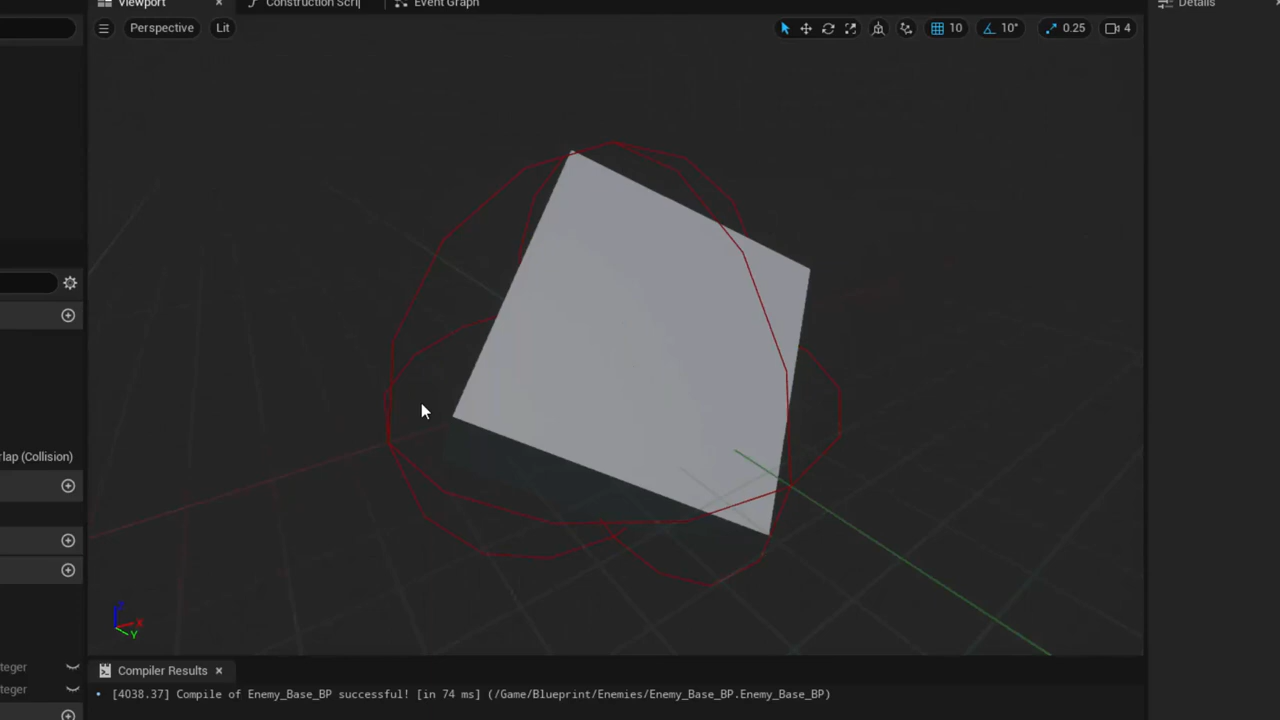 Viewport × Construction Scri Event Graph Details
Perspective Lit 10 10° 0.25 4
rlap (Collision)
Z X Y
teger
teger
Compiler Results ×
• [4038.37] Compile of Enemy_Base_BP successful! [in 74 ms] (/Game/Blueprint/Enemies/Enemy_Base_BP.Enemy_Base_BP)